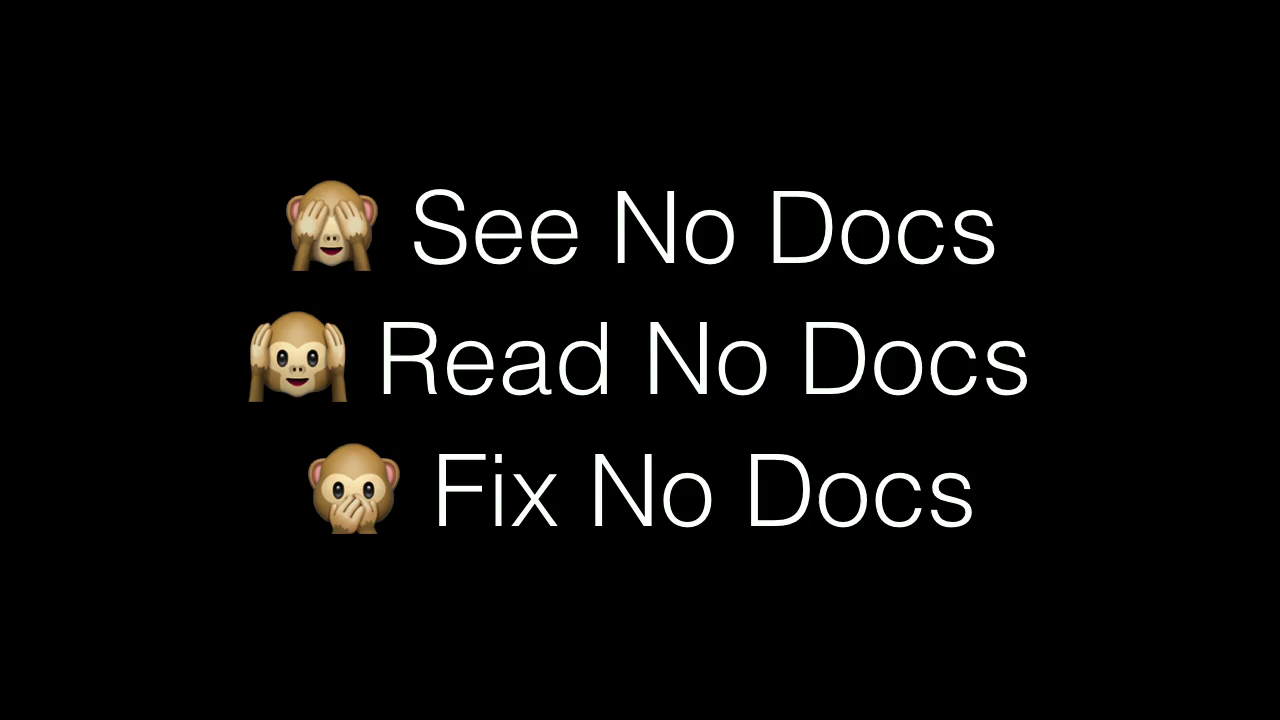 🙈 See No Docs
🙉 Read No Docs
🙊 Fix No Docs